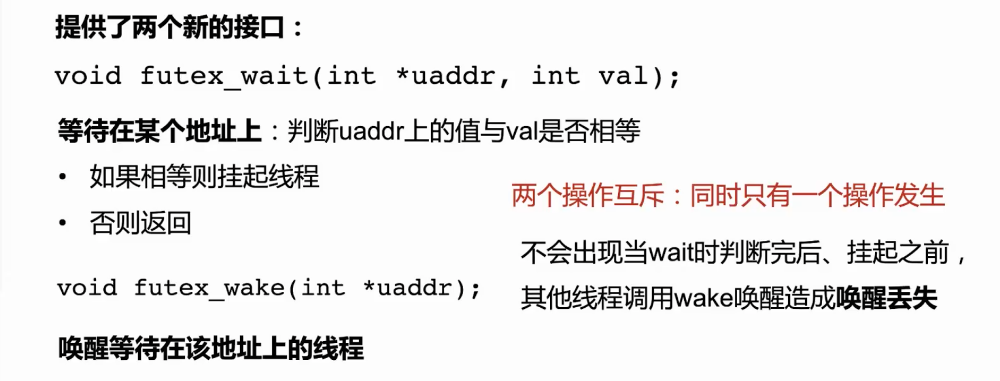 提供了两个新的接口：
void futex_wait(int *uaddr, int val);
等待在某个地址上：判断uaddr上的值与val是否相等
• 如果相等则挂起线程
• 否则返回
void futex_wake(int *uaddr);
唤醒等待在该地址上的线程
两个操作互斥：同时只有一个操作发生
不会出现当wait时判断完后、挂起之前，
其他线程调用wake唤醒造成唤醒丢失